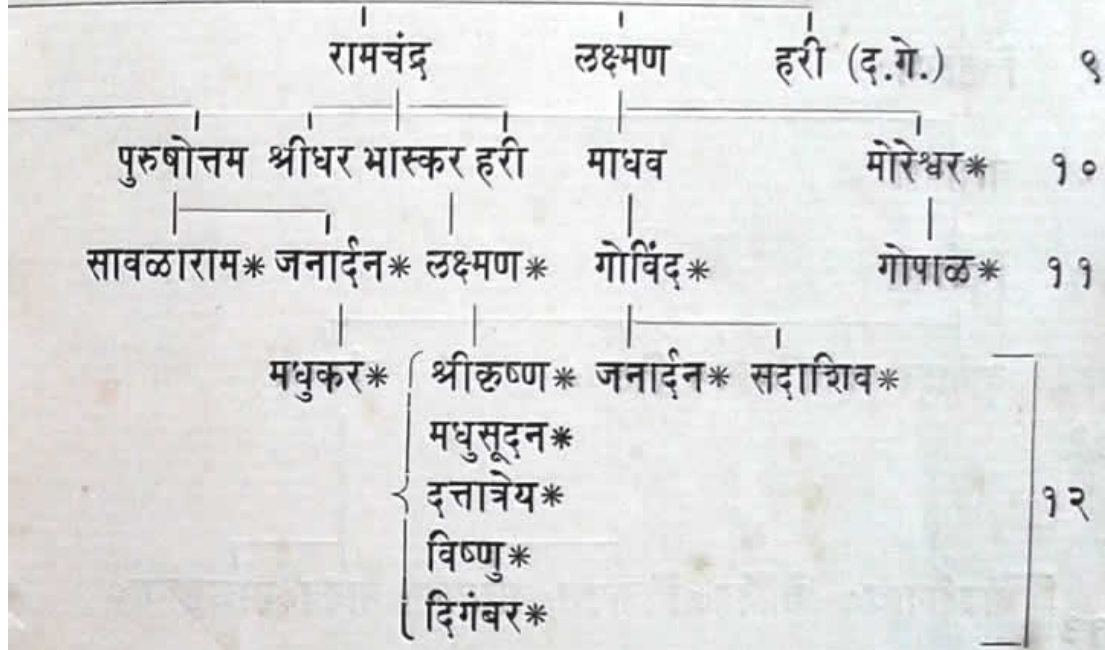 रामचंद्र लक्ष्मण हरी (द.गे.) ९
पुरुषोत्तम श्रीधर भास्कर हरी माधव मोरेश्वर* १०
सावळाराम* जनार्दन* लक्ष्मण* गोविंद* गोपाळ* ११
मधुकर* श्रीकृष्ण* जनार्दन* सदाशिव*
मधुसूदन*
दत्तात्रेय* १२
विष्णु*
दिगंबर*